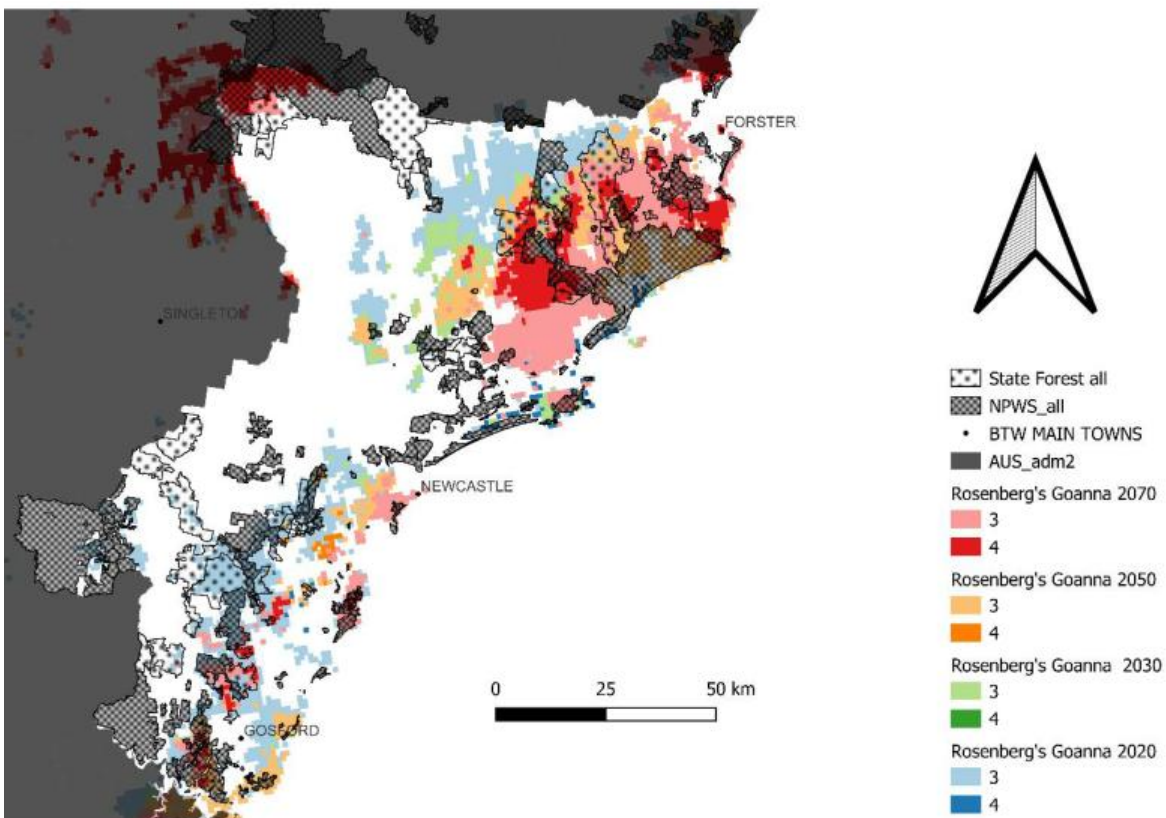 FORSTER
SINGLETON
NEWCASTLE
GOSFORD
0 25 50 km
State Forest all
NPWS_all
BTW MAIN TOWNS
AUS_adm2
Rosenberg's Goanna 2070
3
4
Rosenberg's Goanna 2050
3
4
Rosenberg's Goanna 2030
3
4
Rosenberg's Goanna 2020
3
4